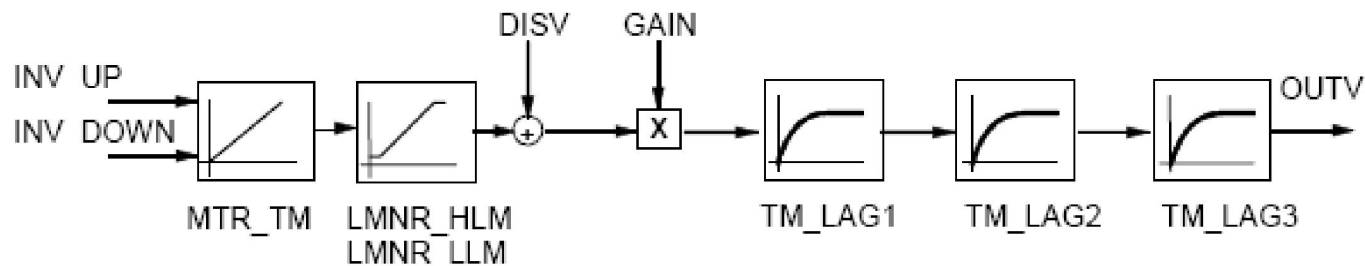 DISV GAIN
INV UP
INV DOWN
OUTV
+
X
MTR_TM
LMNR_HLM
LMNR_LLM
TM_LAG1
TM_LAG2
TM_LAG3